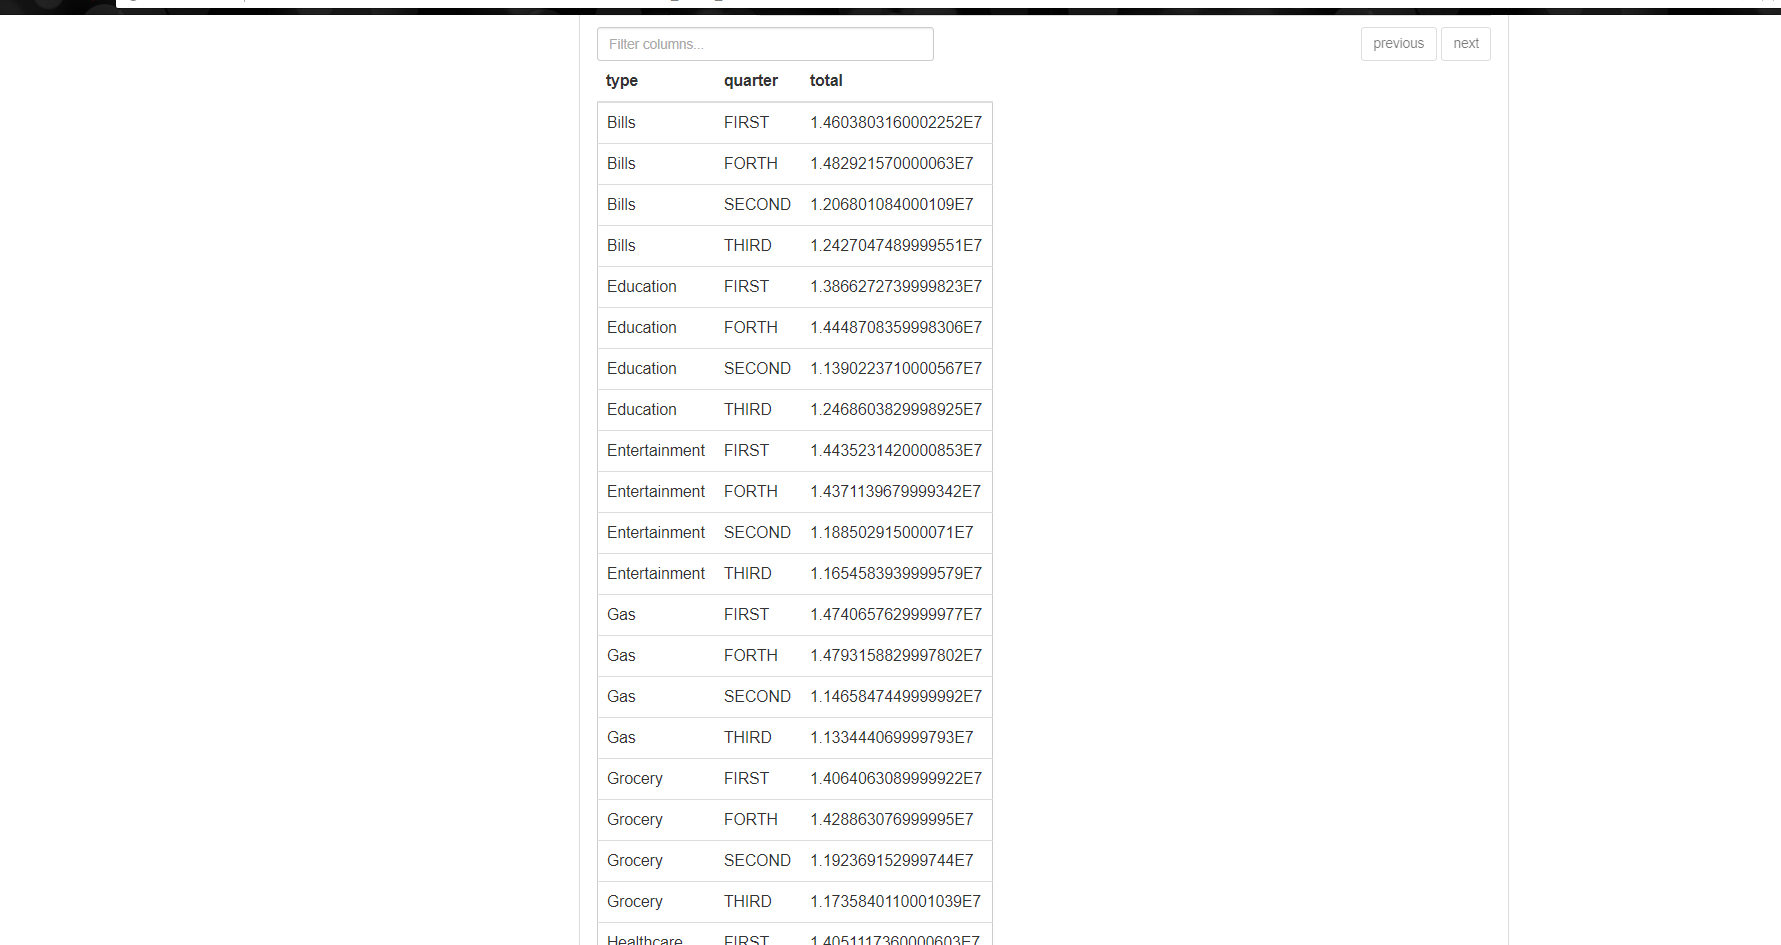 Filter columns...
previous next
type quarter total
Bills FIRST 1.4603803160002252E7
Bills FORTH 1.482921570000063E7
Bills SECOND 1.206801084000109E7
Bills THIRD 1.2427047489999551E7
Education FIRST 1.3866272739999823E7
Education FORTH 1.4448708359998306E7
Education SECOND 1.1390223710000567E7
Education THIRD 1.2468603829998925E7
Entertainment FIRST 1.4435231420000853E7
Entertainment FORTH 1.4371139679999342E7
Entertainment SECOND 1.188502915000071E7
Entertainment THIRD 1.1654583939999579E7
Gas FIRST 1.4740657629999977E7
Gas FORTH 1.4793158829997802E7
Gas SECOND 1.1465847449999992E7
Gas THIRD 1.133444069999793E7
Grocery FIRST 1.4064063089999922E7
Grocery FORTH 1.428863076999995E7
Grocery SECOND 1.192369152999744E7
Grocery THIRD 1.1735840110001039E7
Healthcare FIRST 1.4051117360000603E7